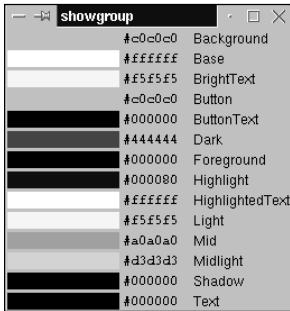 showgroup
#c0c0c0 Background
#ffffff Base
#f5f5f5 BrightText
#c0c0c0 Button
#000000 ButtonText
#444444 Dark
#000000 Foreground
#000080 Highlight
#ffffff HighlightedText
#f5f5f5 Light
#a0a0a0 Mid
#d3d3d3 Midlight
#000000 Shadow
#000000 Text